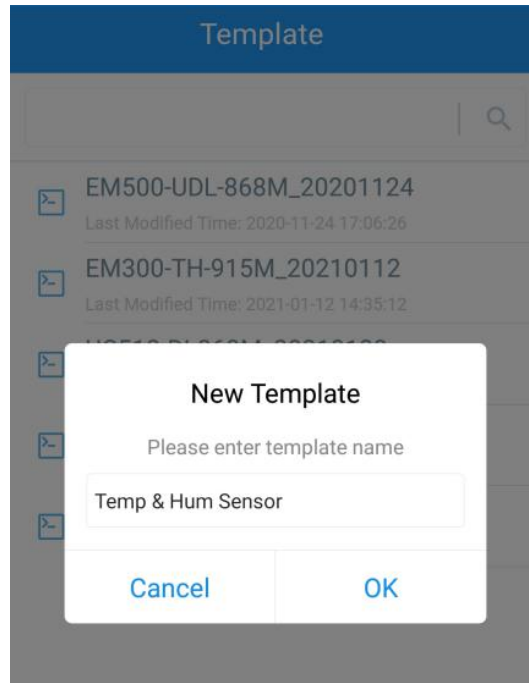 Template
EM500-UDL-868M_20201124
Last Modified Time: 2020-11-24 17:06:26
EM300-TH-915M_20210112
Last Modified Time: 2021-01-12 14:35:12
New Template
Please enter template name
Temp & Hum Sensor
Cancel
OK